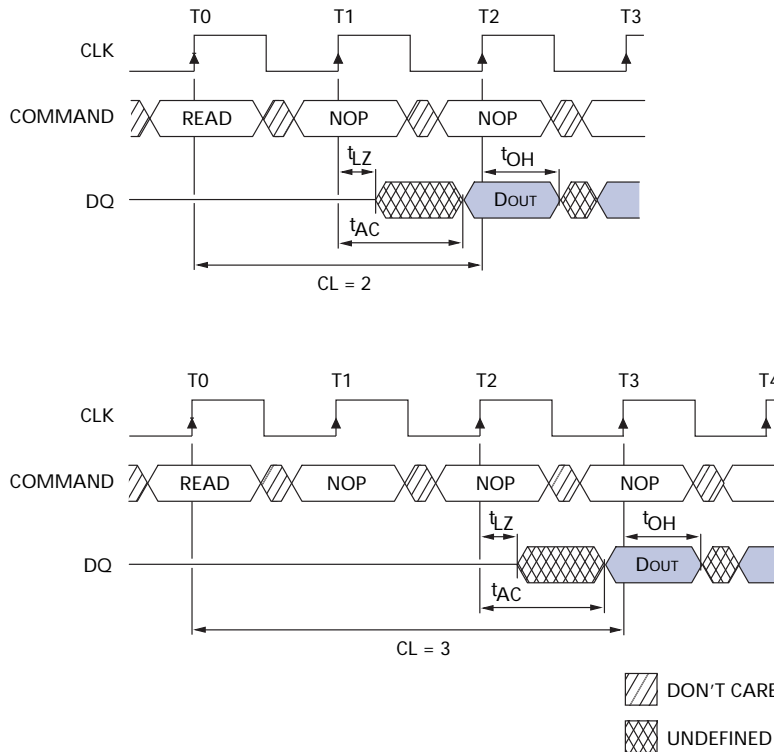 T0 T1 T2 T3
CLK
COMMAND READ NOP NOP
tLZ tOH
DQ DOUT
tAC
CL = 2
T0 T1 T2 T3 T4
CLK
COMMAND READ NOP NOP NOP
tLZ tOH
DQ DOUT
tAC
CL = 3
DON'T CARE
UNDEFINED